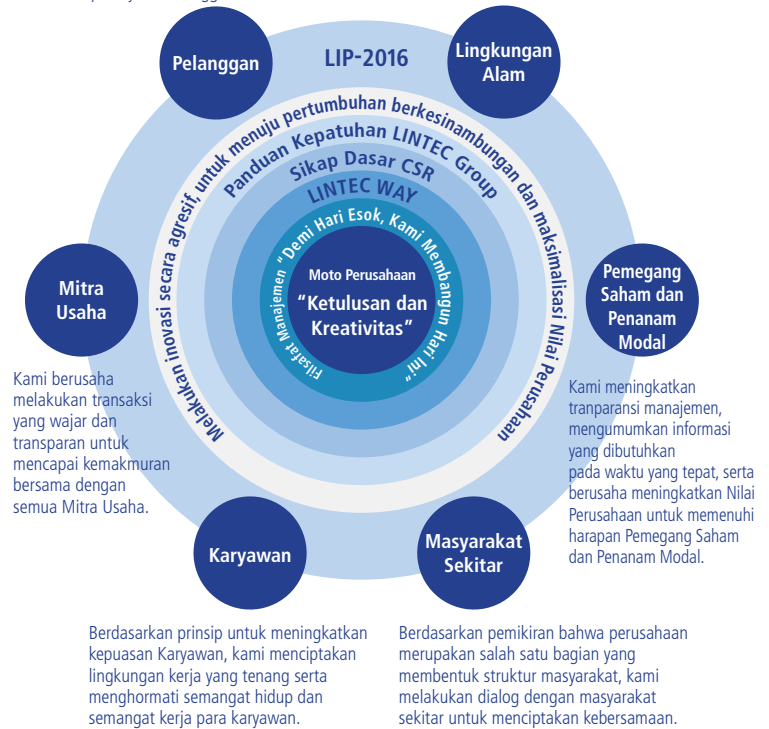 Pelanggan
LIP-2016
Lingkungan
Alam
Melakukan inovasi secara agresif, untuk menuju pertumbuhan berkesinambungan dan maksimalisasi Nilai Perusahaan
Panduan Kepatuhan LINTEC Group
Sikap Dasar CSR
LINTEC WAY
Filsafat Manajemen "Demi Hari Esok, Kami Membangun Hari Ini"
Moto Perusahaan
"Ketulusan dan
Kreativitas"
Mitra
Usaha
Pemegang
Saham dan
Penanam
Modal
Kami berusaha
melakukan transaksi
yang wajar dan
transparan untuk
mencapai kemakmuran
bersama dengan
semua Mitra Usaha.
Kami meningkatkan
tranparansi manajemen,
mengumumkan informasi
yang dibutuhkan
pada waktu yang tepat, serta
berusaha meningkatkan Nilai
Perusahaan untuk memenuhi
harapan Pemegang Saham
dan Penanam Modal.
Karyawan
Masyarakat
Sekitar
Berdasarkan prinsip untuk meningkatkan
kepuasan Karyawan, kami menciptakan
lingkungan kerja yang tenang serta
menghormati semangat hidup dan
semangat kerja para karyawan.
Berdasarkan pemikiran bahwa perusahaan
merupakan salah satu bagian yang
membentuk struktur masyarakat, kami
melakukan dialog dengan masyarakat
sekitar untuk menciptakan kebersamaan.